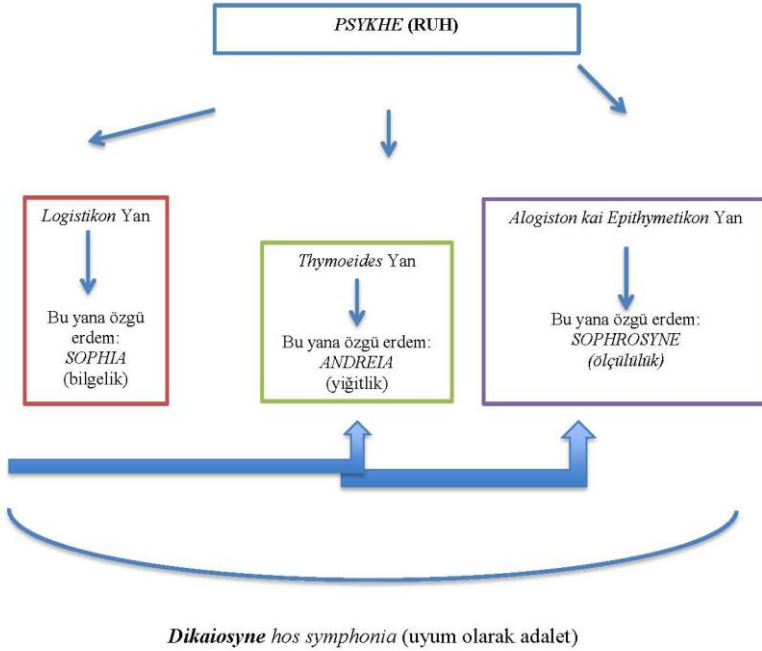 PSYKHE (RUH)
Logistikon Yan
Bu yana özgü
erdem:
SOPHIA
(bilgelik)
Thymoeides Yan
Bu yana özgü erdem:
ANDREIA
(yiğitlik)
Alogiston kai Epithymetikon Yan
Bu yana özgü erdem:
SOPHROSYNE
(ölçülülük)
Dikaiosyne hos symphonia (uyum olarak adalet)